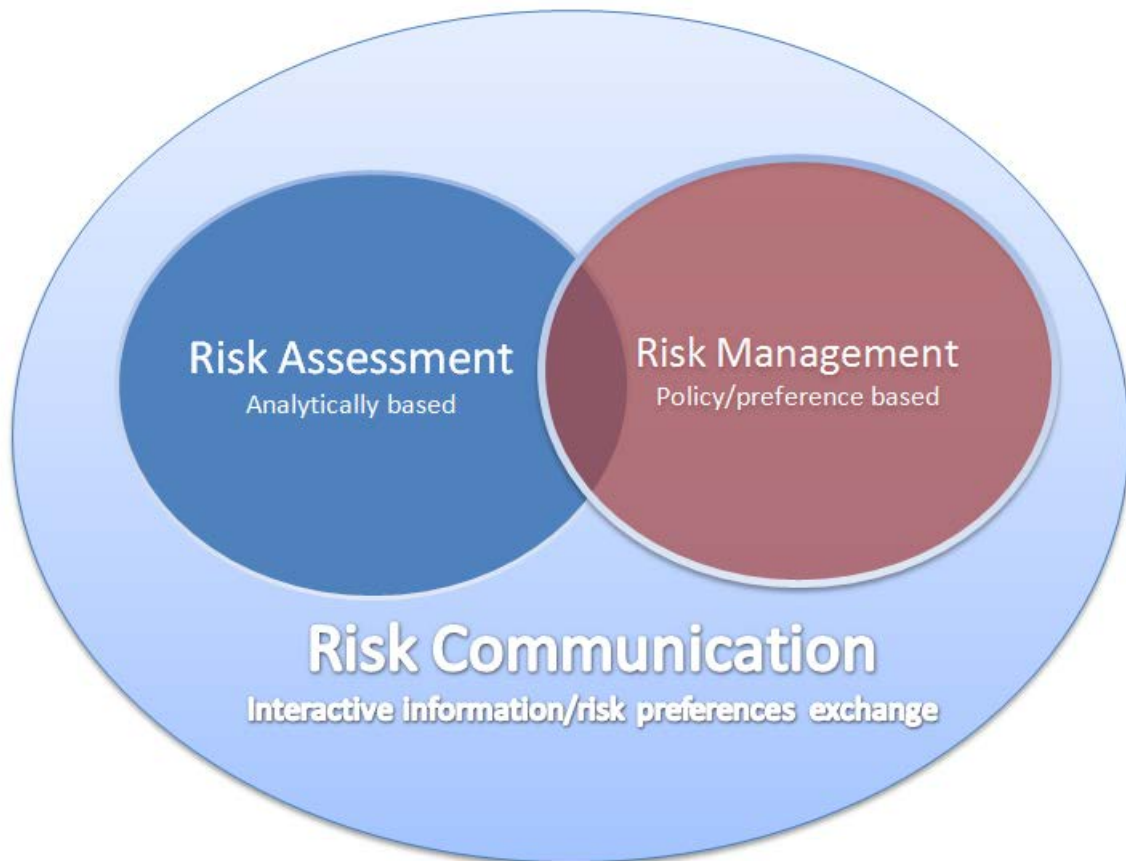 Risk Assessment
Analytically based
Risk Management
Policy/preference based
Risk Communication
Interactive information/risk preferences exchange